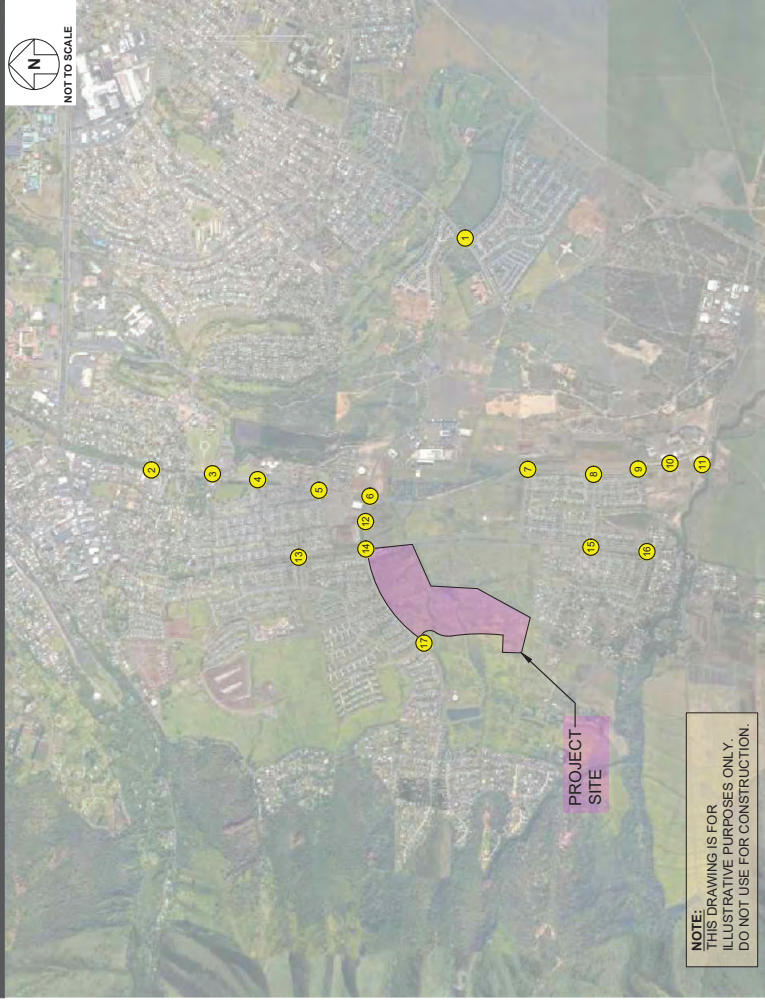 N
NOT TO SCALE
1
2
3
4
5
6
7
8
9
10
11
12
13
14
15
16
17
PROJECT
SITE
NOTE:
THIS DRAWING IS FOR
ILLUSTRATIVE PURPOSES ONLY.
DO NOT USE FOR CONSTRUCTION.